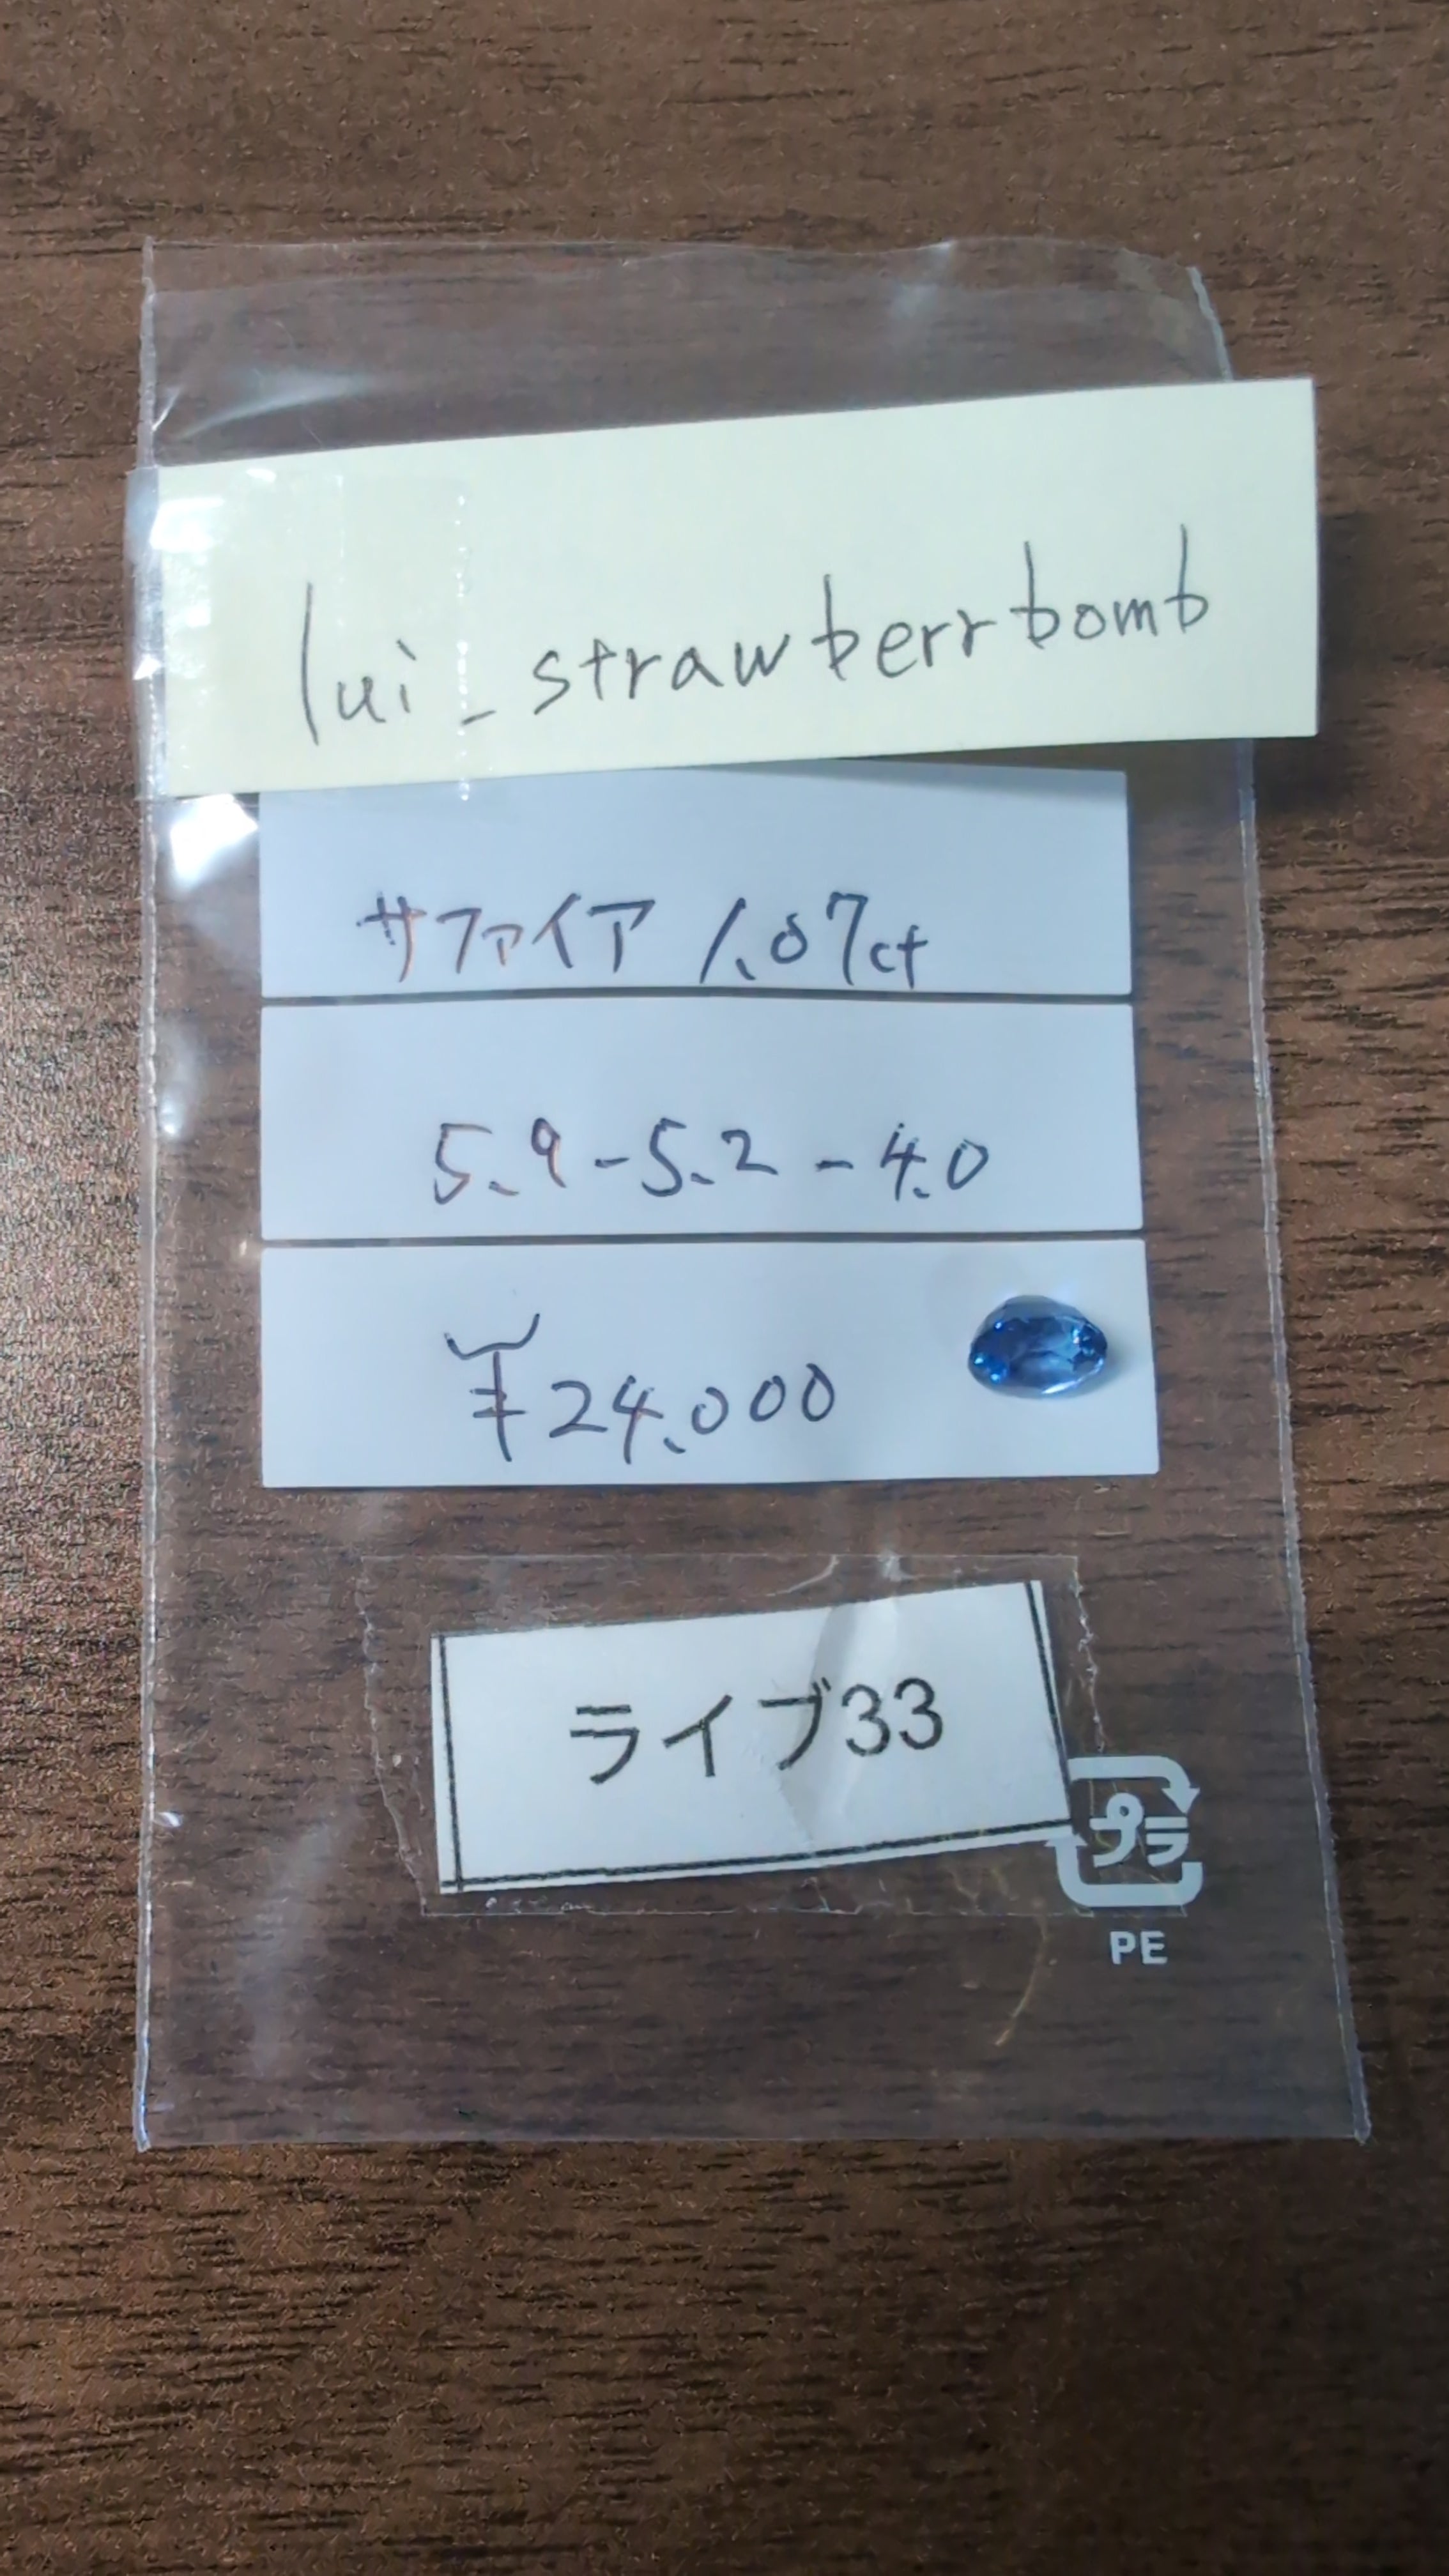 lui_strawberrbomb
サファイア 1.07ct
5.9-5.2-4.0
¥24,000
ライブ33
プラ
PE